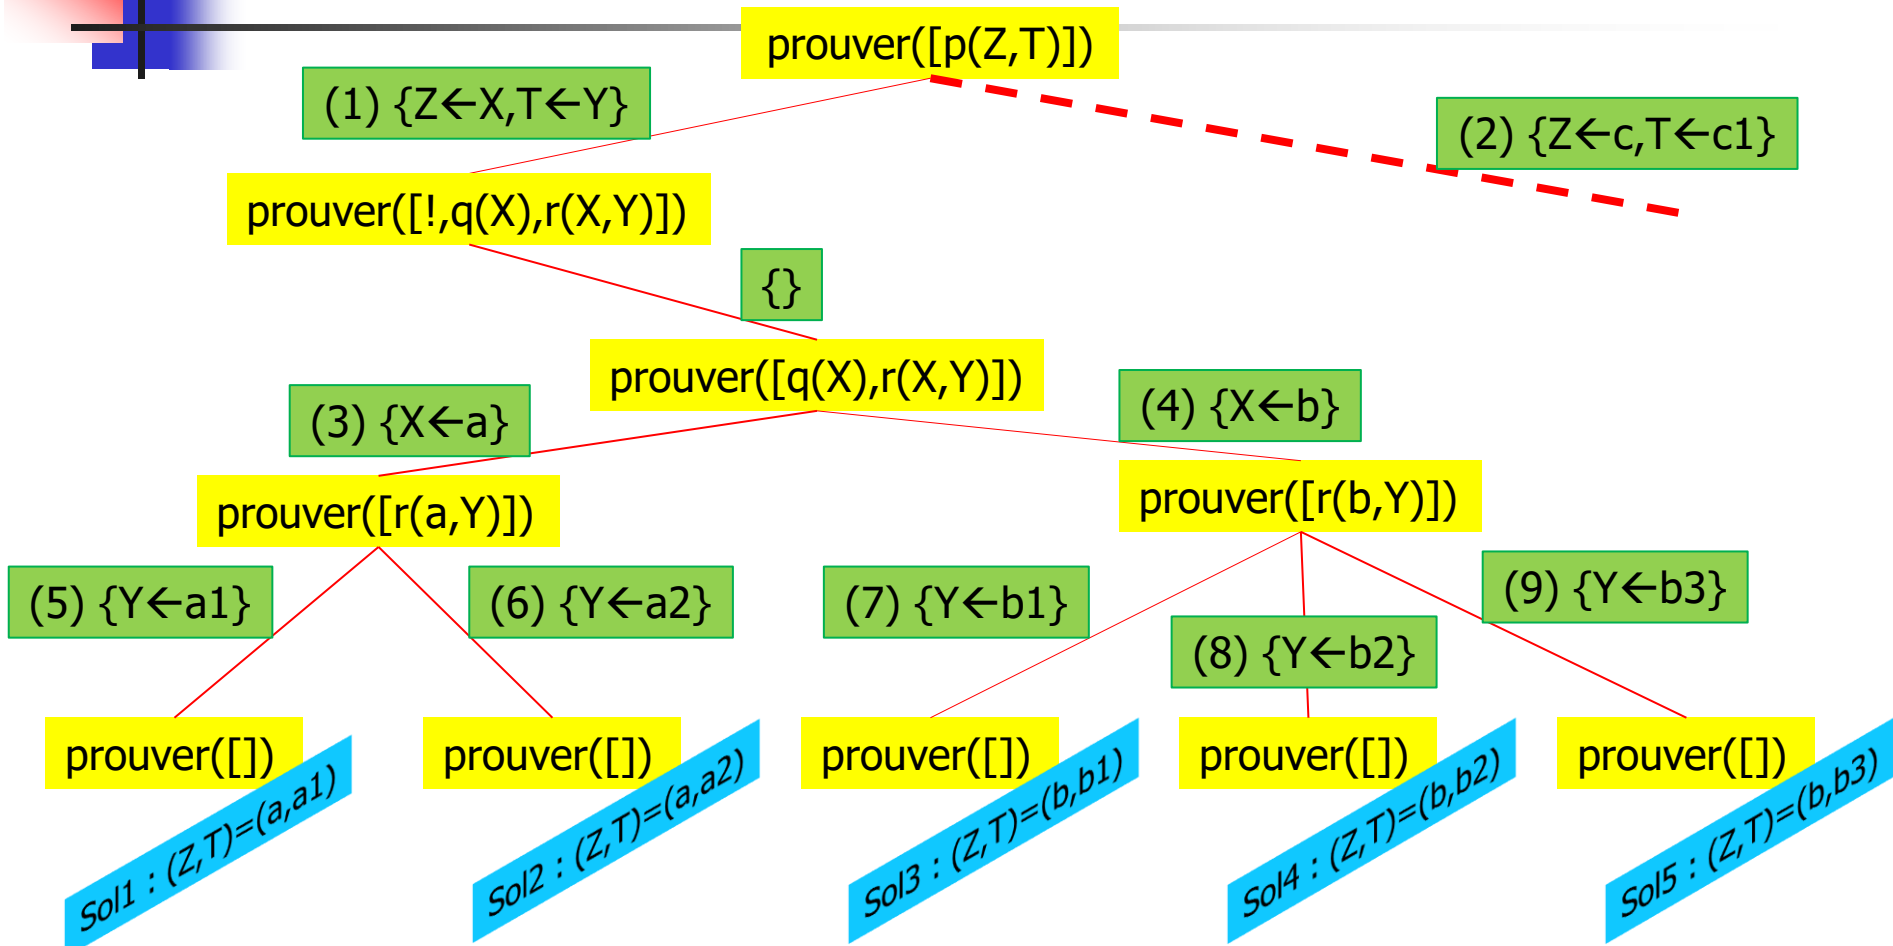 prouver([p(Z,T)])
(1) {Z←X,T←Y}
(2) {Z←c,T←c1}
prouver([!,q(X),r(X,Y)])
{}
prouver([q(X),r(X,Y)])
(3) {X←a}
(4) {X←b}
prouver([r(a,Y)])
prouver([r(b,Y)])
(5) {Y←a1}
(6) {Y←a2}
(7) {Y←b1}
(8) {Y←b2}
(9) {Y←b3}
prouver([])
prouver([])
prouver([])
prouver([])
prouver([])
Sol1 : (Z,T)=(a,a1)
Sol2 : (Z,T)=(a,a2)
Sol3 : (Z,T)=(b,b1)
Sol4 : (Z,T)=(b,b2)
Sol5 : (Z,T)=(b,b3)